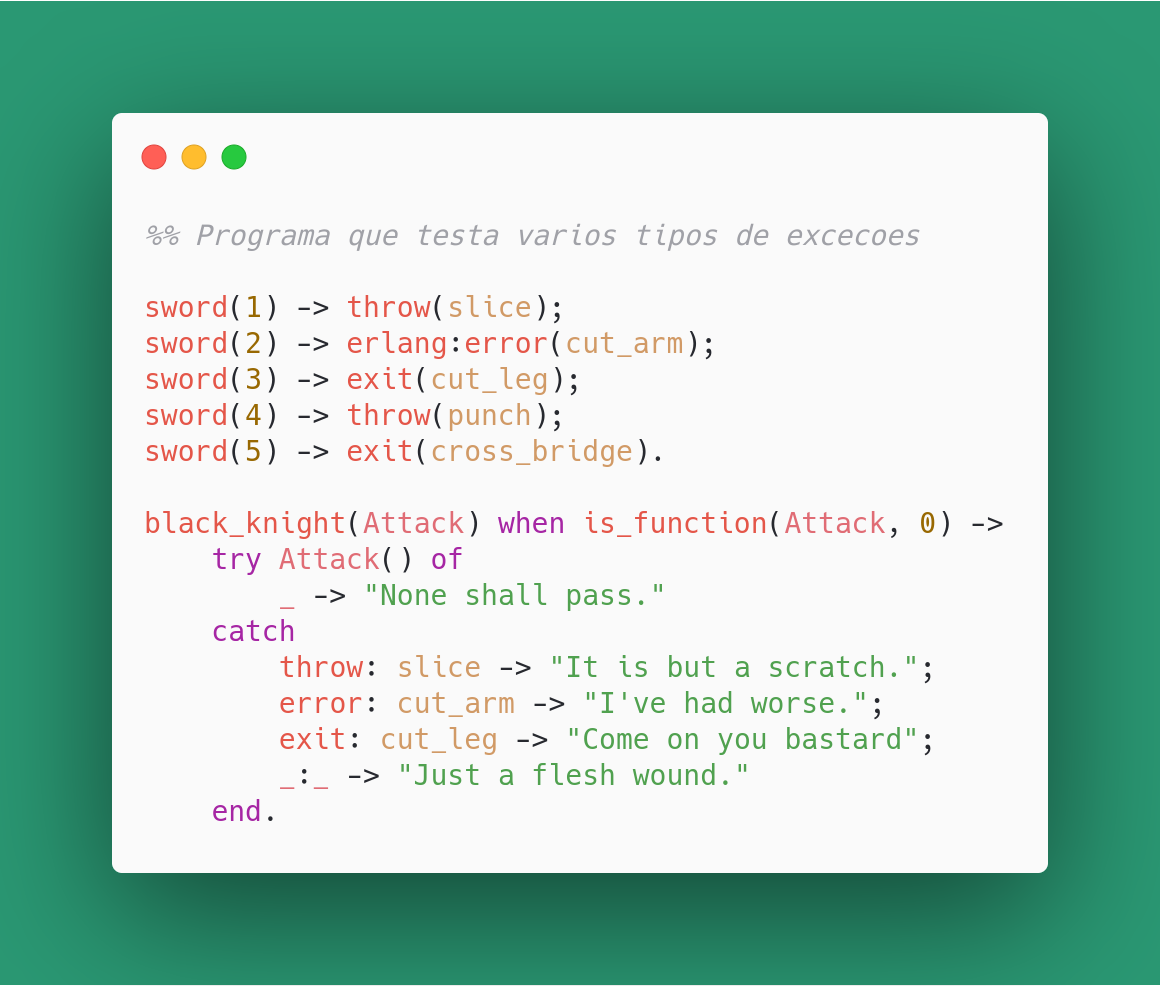 %% Programa que testa varios tipos de excecoes
sword(1) -> throw(slice);
sword(2) -> erlang:error(cut_arm);
sword(3) -> exit(cut_leg);
sword(4) -> throw(punch);
sword(5) -> exit(cross_bridge).
black_knight(Attack) when is_function(Attack, 0) ->
    try Attack() of
        _ -> "None shall pass."
    catch
        throw: slice -> "It is but a scratch.";
        error: cut_arm -> "I've had worse.";
        exit: cut_leg -> "Come on you bastard";
        _:_ -> "Just a flesh wound."
    end.